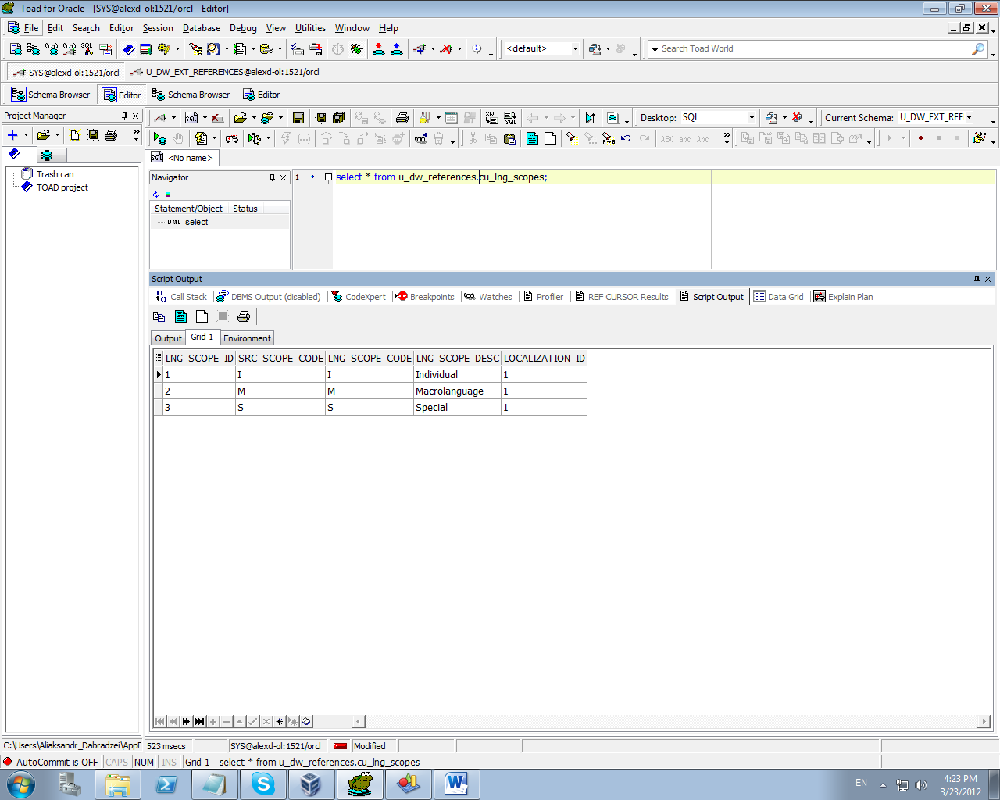 Toad for Oracle - [SYS@alexd-ol:1521/orcl - Editor]
File Edit Search Editor Session Database Debug View Utilities Window Help
<default> Search Toad World
SYS@alexd-ol:1521/orcl U_DW_EXT_REFERENCES@alexd-ol:1521/orcl
Schema Browser Editor Schema Browser Editor
Project Manager
SQL Desktop: SQL Current Schema: U_DW_EXT_REF
ABC abc Abc
<No name>
Trash can
TOAD project
Navigator
Statement/Object Status
DML select
1 select * from u_dw_references.cu_lng_scopes;
Script Output
Call Stack DBMS Output (disabled) CodeXpert Breakpoints Watches Profiler REF CURSOR Results Script Output Data Grid Explain Plan
Output Grid 1 Environment
LNG_SCOPE_ID SRC_SCOPE_CODE LNG_SCOPE_CODE LNG_SCOPE_DESC LOCALIZATION_ID
1 I I Individual 1
2 M M Macrolanguage 1
3 S S Special 1
C:\Users\Aliaksandr_Dabradzei\AppD 523 msecs SYS@alexd-ol:1521/orcl Modified
AutoCommit is OFF CAPS NUM INS Grid 1 - select * from u_dw_references.cu_lng_scopes
EN 4:23 PM
3/23/2012